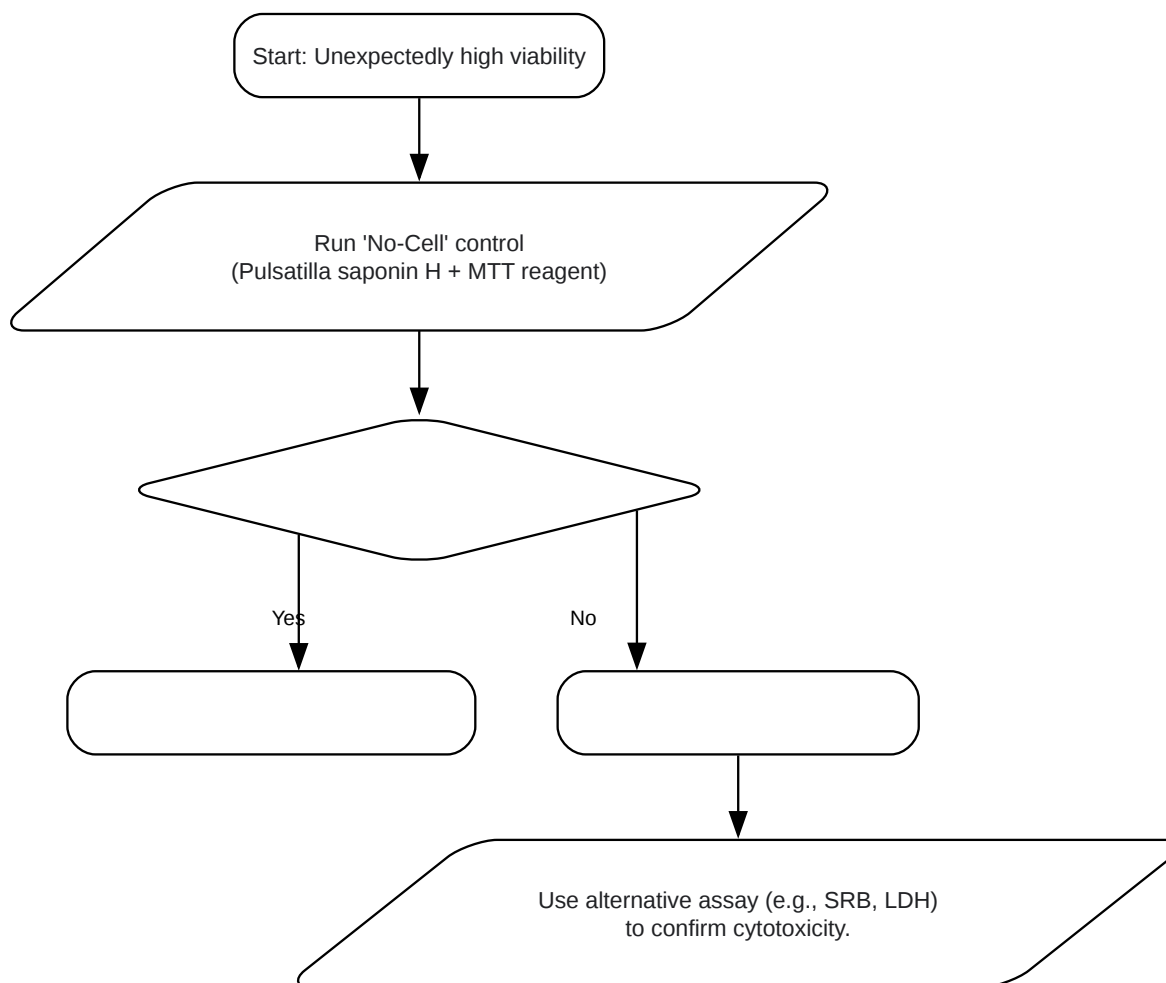 Start: Unexpectedly high viability
Run 'No-Cell' control
(Pulsatilla saponin H + MTT reagent)
Yes
No
Use alternative assay (e.g., SRB, LDH)
to confirm cytotoxicity.